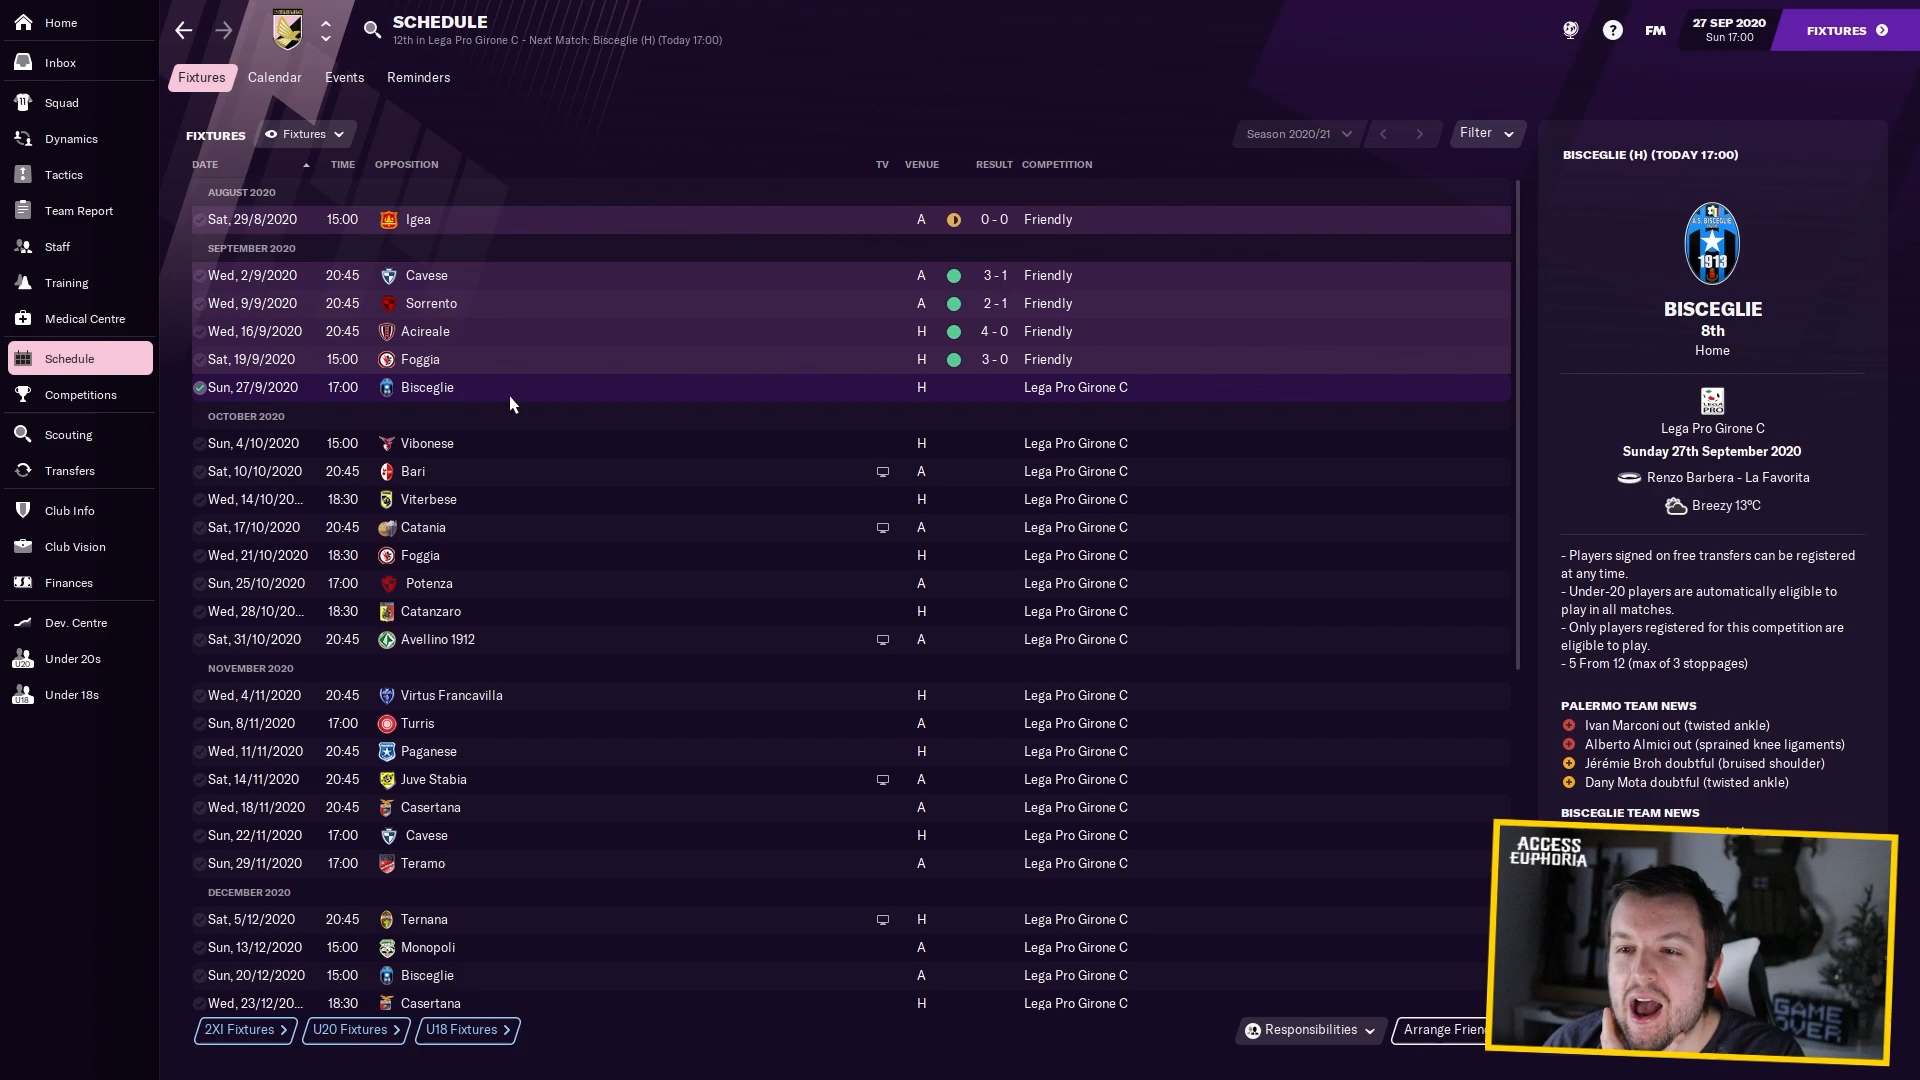 Home
Inbox
Squad
Dynamics
Tactics
Team Report
Staff
Training
Medical Centre
Schedule
Competitions
Scouting
Transfers
Club Info
Club Vision
Finances
Dev. Centre
U20 Under 20s
U18 Under 18s
SCHEDULE
12th in Lega Pro Girone C - Next Match: Bisceglie (H) (Today 17:00)
FM
27 SEP 2020
Sun 17:00
FIXTURES
Fixtures Calendar Events Reminders
FIXTURES Fixtures Season 2020/21 Filter
DATE TIME OPPOSITION TV VENUE RESULT COMPETITION
AUGUST 2020
Sat, 29/8/2020 15:00 Igea A 0 - 0 Friendly
SEPTEMBER 2020
Wed, 2/9/2020 20:45 Cavese A 3 - 1 Friendly
Wed, 9/9/2020 20:45 Sorrento A 2 - 1 Friendly
Wed, 16/9/2020 20:45 Acireale H 4 - 0 Friendly
Sat, 19/9/2020 15:00 Foggia H 3 - 0 Friendly
Sun, 27/9/2020 17:00 Bisceglie H Lega Pro Girone C
OCTOBER 2020
Sun, 4/10/2020 15:00 Vibonese H Lega Pro Girone C
Sat, 10/10/2020 20:45 Bari A Lega Pro Girone C
Wed, 14/10/20... 18:30 Viterbese H Lega Pro Girone C
Sat, 17/10/2020 20:45 Catania A Lega Pro Girone C
Wed, 21/10/2020 18:30 Foggia H Lega Pro Girone C
Sun, 25/10/2020 17:00 Potenza A Lega Pro Girone C
Wed, 28/10/20... 18:30 Catanzaro H Lega Pro Girone C
Sat, 31/10/2020 20:45 Avellino 1912 A Lega Pro Girone C
NOVEMBER 2020
Wed, 4/11/2020 20:45 Virtus Francavilla H Lega Pro Girone C
Sun, 8/11/2020 17:00 Turris A Lega Pro Girone C
Wed, 11/11/2020 20:45 Paganese H Lega Pro Girone C
Sat, 14/11/2020 20:45 Juve Stabia A Lega Pro Girone C
Wed, 18/11/2020 20:45 Casertana A Lega Pro Girone C
Sun, 22/11/2020 17:00 Cavese H Lega Pro Girone C
Sun, 29/11/2020 17:00 Teramo A Lega Pro Girone C
DECEMBER 2020
Sat, 5/12/2020 20:45 Ternana H Lega Pro Girone C
Sun, 13/12/2020 15:00 Monopoli A Lega Pro Girone C
Sun, 20/12/2020 15:00 Bisceglie A Lega Pro Girone C
Wed, 23/12/20... 18:30 Casertana H Lega Pro Girone C
2XI Fixtures U20 Fixtures U18 Fixtures Responsibilities Arrange Frien
BISCEGLIE (H) (TODAY 17:00)
A.S. BISCEGLIE
1913
BISCEGLIE
8th
Home
LEGA
PRO
Lega Pro Girone C
Sunday 27th September 2020
Renzo Barbera - La Favorita
Breezy 13ºC
- Players signed on free transfers can be registered
at any time.
- Under-20 players are automatically eligible to
play in all matches.
- Only players registered for this competition are
eligible to play.
- 5 From 12 (max of 3 stoppages)
PALERMO TEAM NEWS
Ivan Marconi out (twisted ankle)
Alberto Almici out (sprained knee ligaments)
Jérémie Broh doubtful (bruised shoulder)
Dany Mota doubtful (twisted ankle)
BISCEGLIE TEAM NEWS
ACCESS
EUPHORIA
GAME
OVER